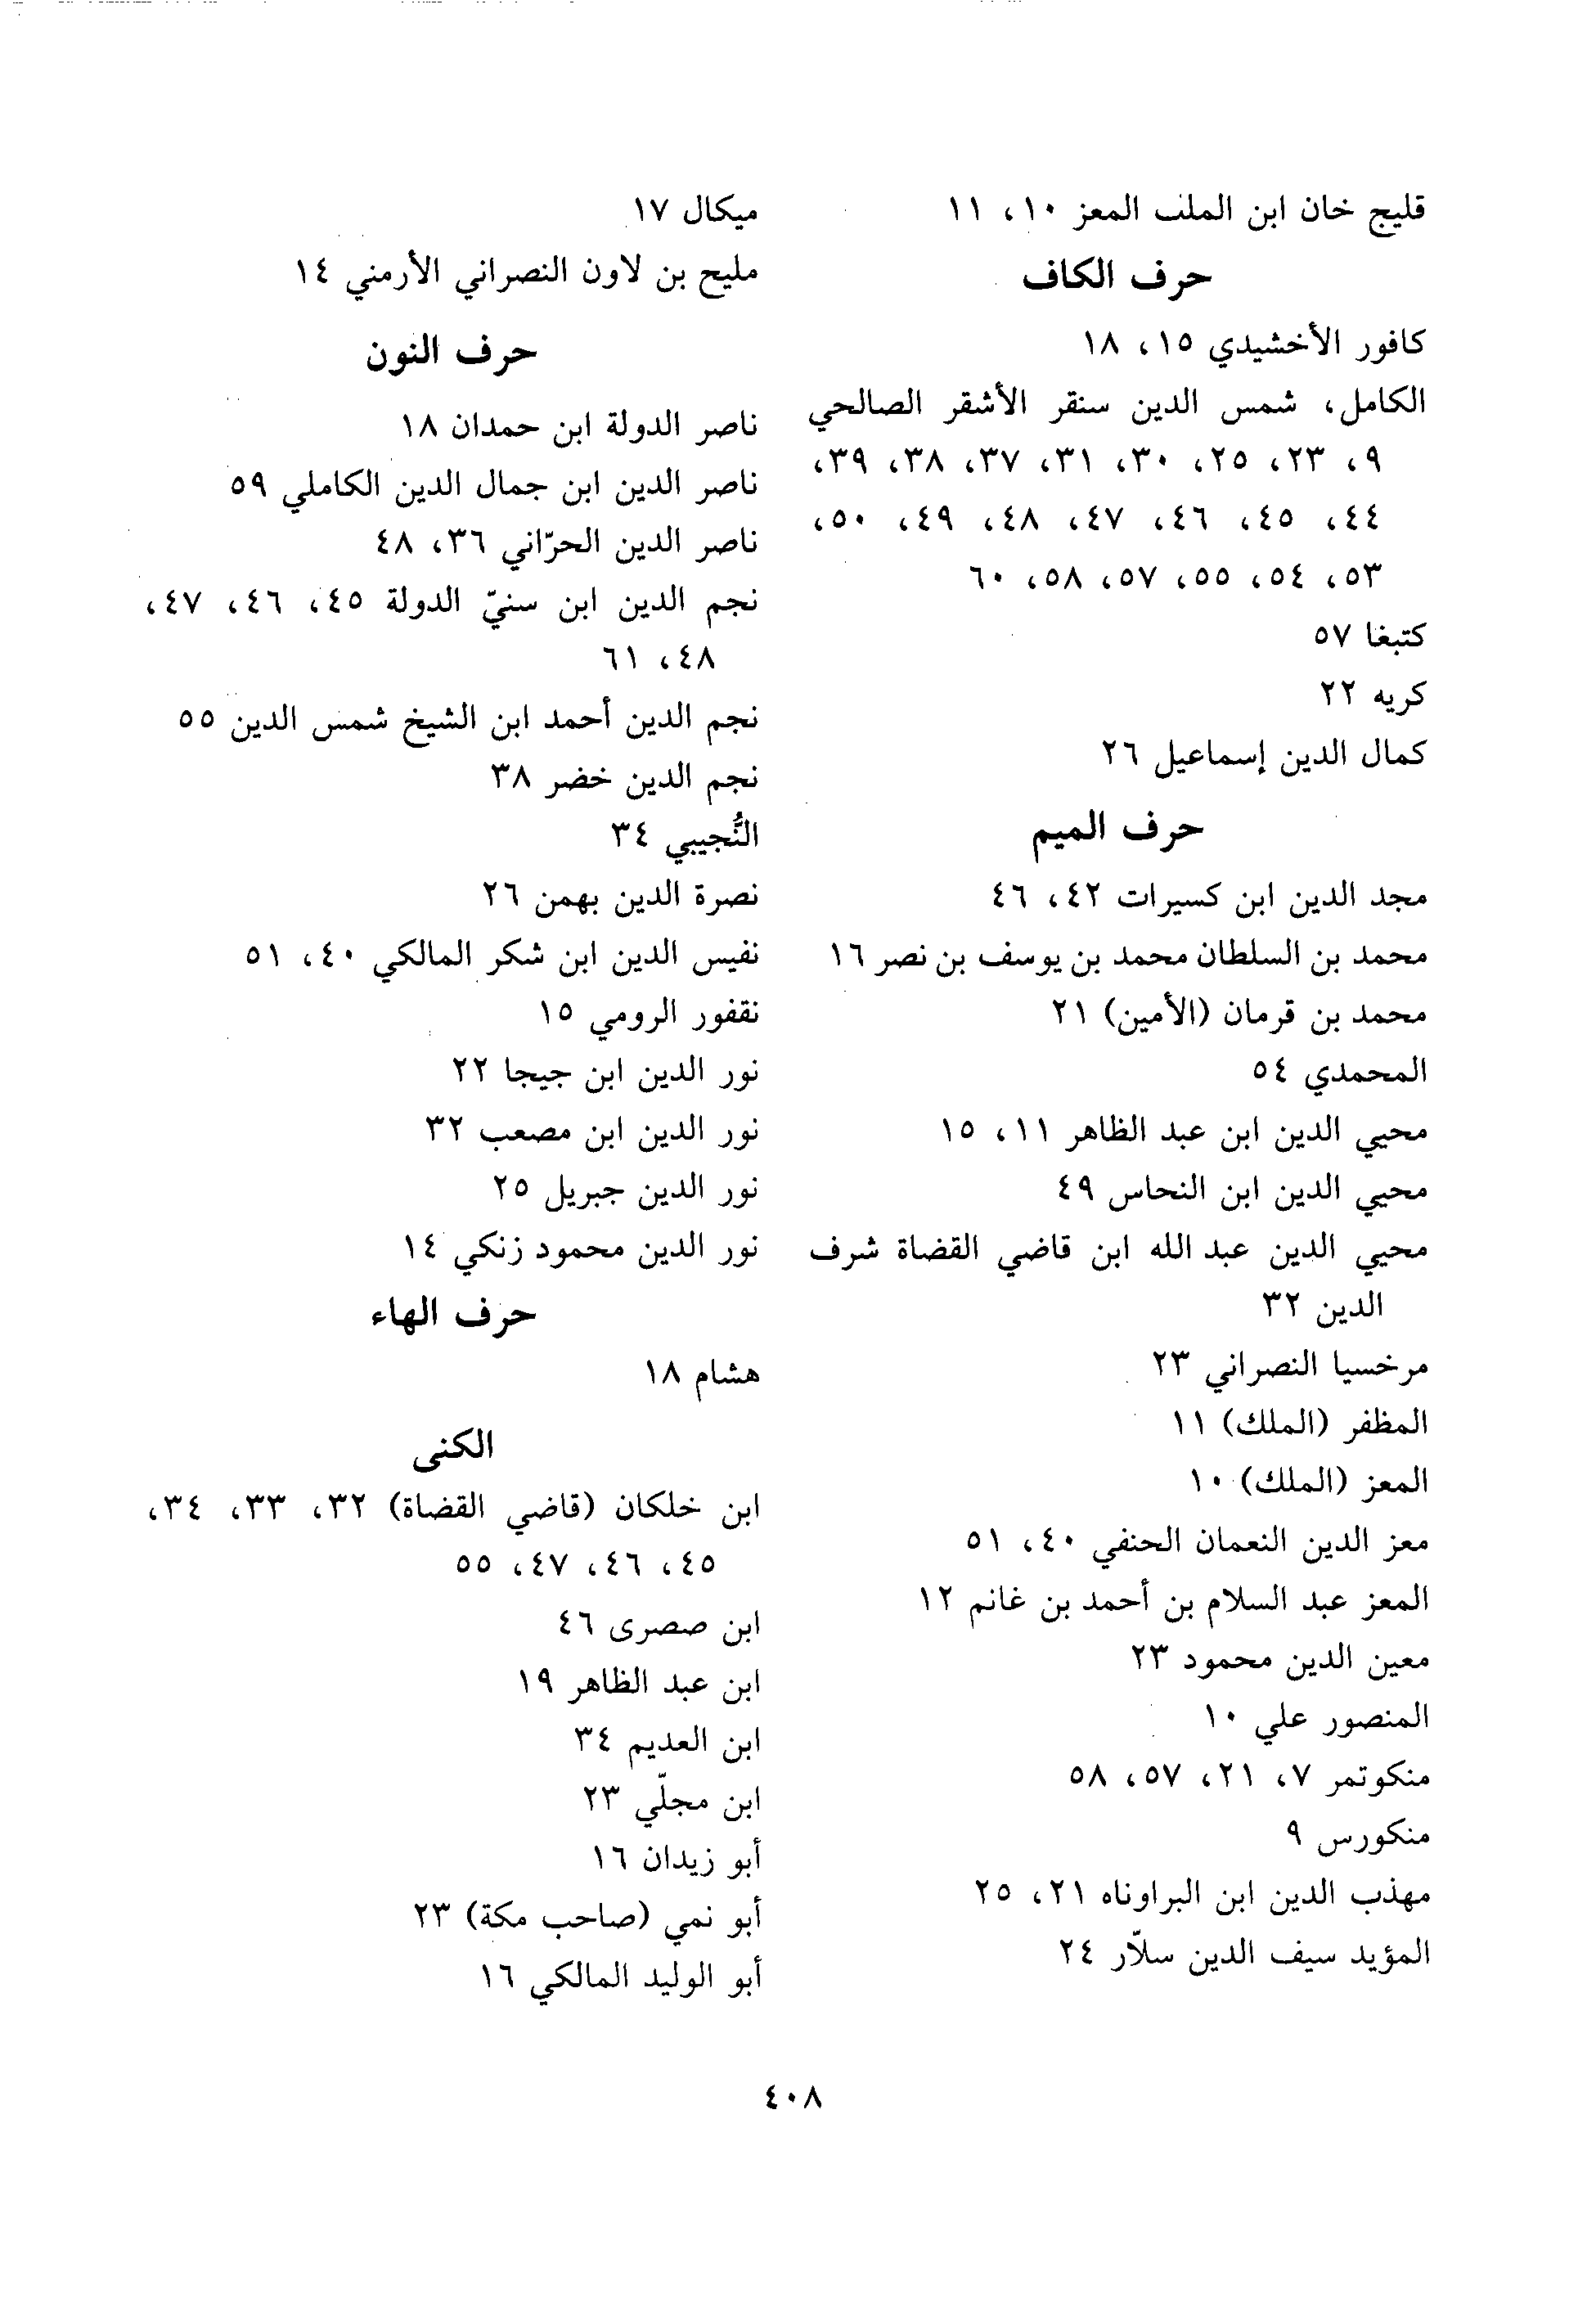 قليج خان ابن الملك المعز ١٠، ١١
حرف الكاف
كافور الأخشيدي ١٥، ١٨
الكامل، شمس الدين سنقر الأشقر الصالحي
٩، ٢٣، ٢٥، ٣٠، ٣١، ٣٧، ٣٨، ٣٩،
٤٤، ٤٥، ٤٦، ٤٧، ٤٨، ٤٩، ٥٠،
٥٣، ٥٤، ٥٥، ٥٧، ٥٨، ٦٠
كتبغا ٥٧
كريه ٢٢
كمال الدين إسماعيل ٢٦
حرف الميم
مجد الدين ابن كسيرات ٤٢، ٤٦
محمد بن السلطان محمد بن يوسف بن نصر ١٦
محمد بن قرمان (الأمين) ٢١
المحمدي ٥٤
محيي الدين ابن عبد الظاهر ١١، ١٥
محيي الدين ابن النحاس ٤٩
محيي الدين عبد الله ابن قاضي القضاة شرف
الدين ٣٢
مرخسيا النصراني ٢٣
المظفر (الملك) ١١
المعز (الملك) ١٠
معز الدين النعمان الحنفي ٤٠، ٥١
المعز عبد السلام بن أحمد بن غانم ١٢
معين الدين محمود ٢٣
المنصور علي ١٠
منكوتمر ٧، ٢١، ٥٧، ٥٨
منكورس ٩
مهذب الدين ابن البراوناه ٢١، ٢٥
المؤيد سيف الدين سلاّر ٢٤
ميكال ١٧
مليح بن لاون النصراني الأرمني ١٤
حرف النون
ناصر الدولة ابن حمدان ١٨
ناصر الدين ابن جمال الدين الكاملي ٥٩
ناصر الدين الحرّاني ٣٦، ٤٨
نجم الدين ابن سنيّ الدولة ٤٥، ٤٦، ٤٧،
٤٨، ٦١
نجم الدين أحمد ابن الشيخ شمس الدين ٥٥
نجم الدين خضر ٣٨
النُّجيبي ٣٤
نصرة الدين بهمن ٢٦
نفيس الدين ابن شكر المالكي ٤٠، ٥١
نقفور الرومي ١٥
نور الدين ابن جيجا ٢٢
نور الدين ابن مصعب ٣٢
نور الدين جبريل ٢٥
نور الدين محمود زنكي ١٤
حرف الهاء
هشام ١٨
الكنى
ابن خلكان (قاضي القضاة) ٣٢، ٣٣، ٣٤،
٤٥، ٤٦، ٤٧، ٥٥
ابن صصرى ٤٦
ابن عبد الظاهر ١٩
ابن العديم ٣٤
ابن مجلّي ٢٣
أبو زيدان ١٦
أبو نمي (صاحب مكة) ٢٣
أبو الوليد المالكي ١٦
٤٠٨